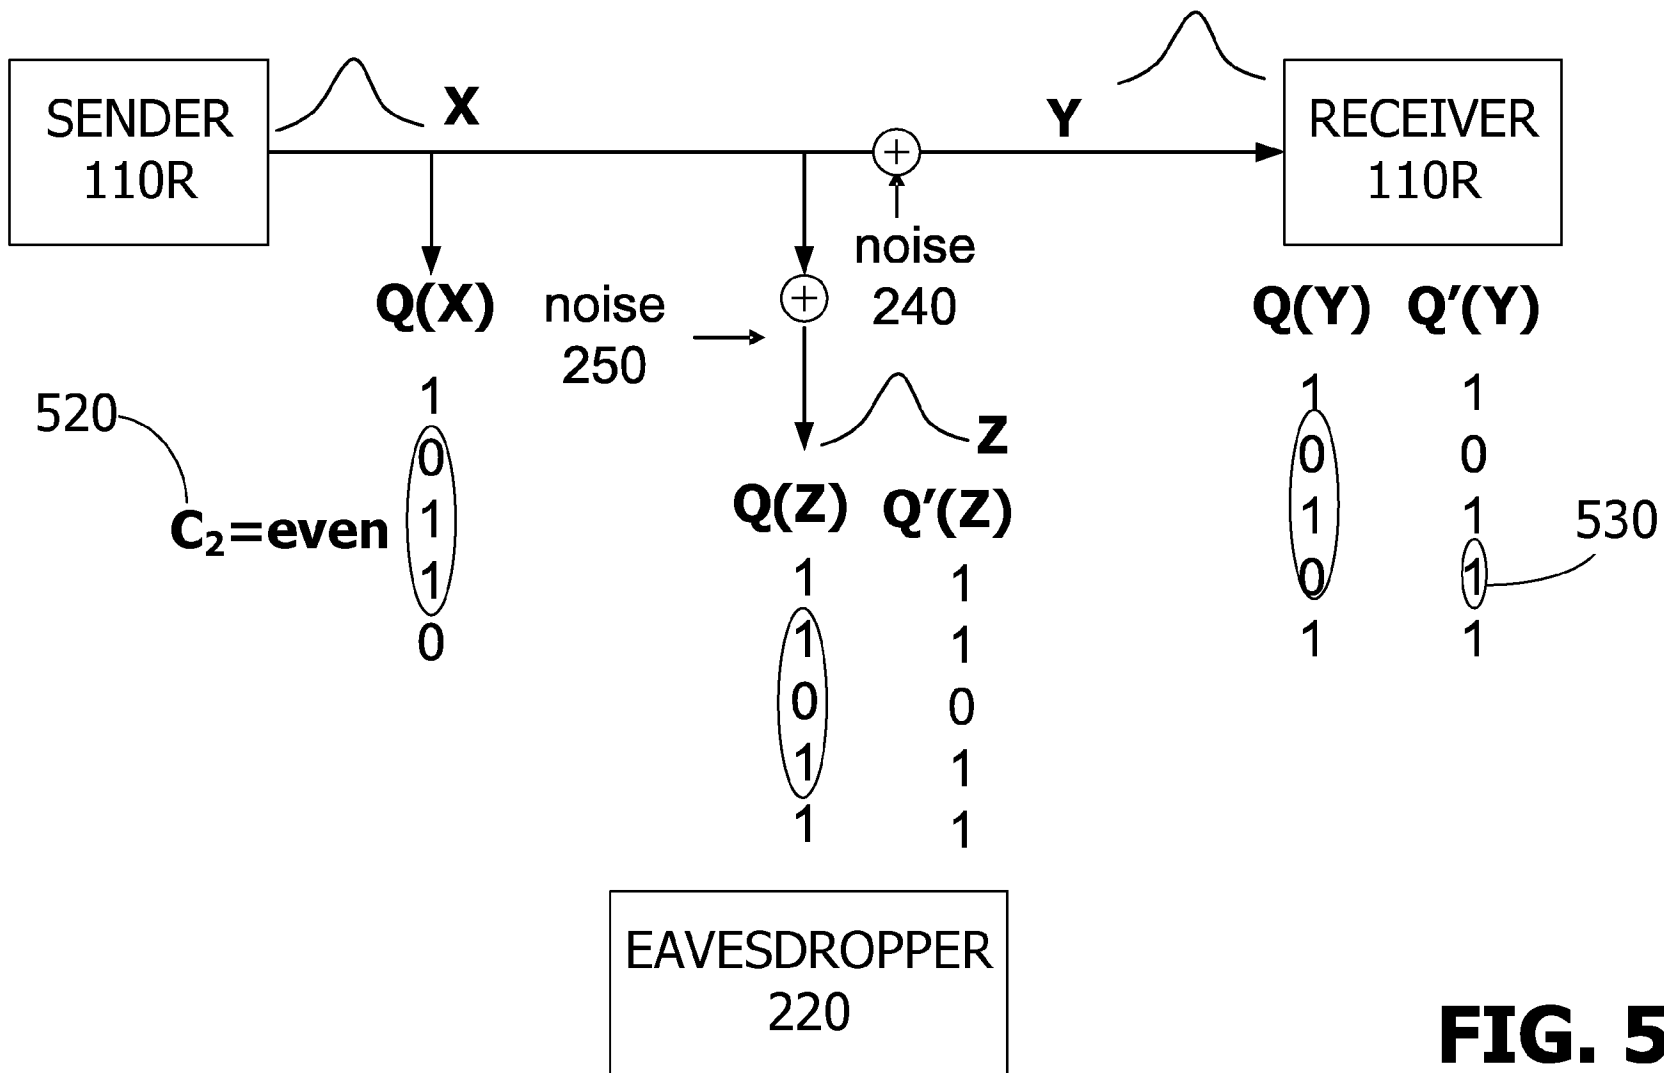 SENDER
110R
X
Y
RECEIVER
110R
+
noise
240
Q(X)
noise
250
+
Q(Y) Q'(Y)
520
C₂=even
1
0
1
1
0
Z
Q(Z) Q'(Z)
1 1
1 1
0 0
1 1
1 1
1 1
0 0
1 1
0 1
1 1
530
EAVESDROPPER
220
FIG. 5